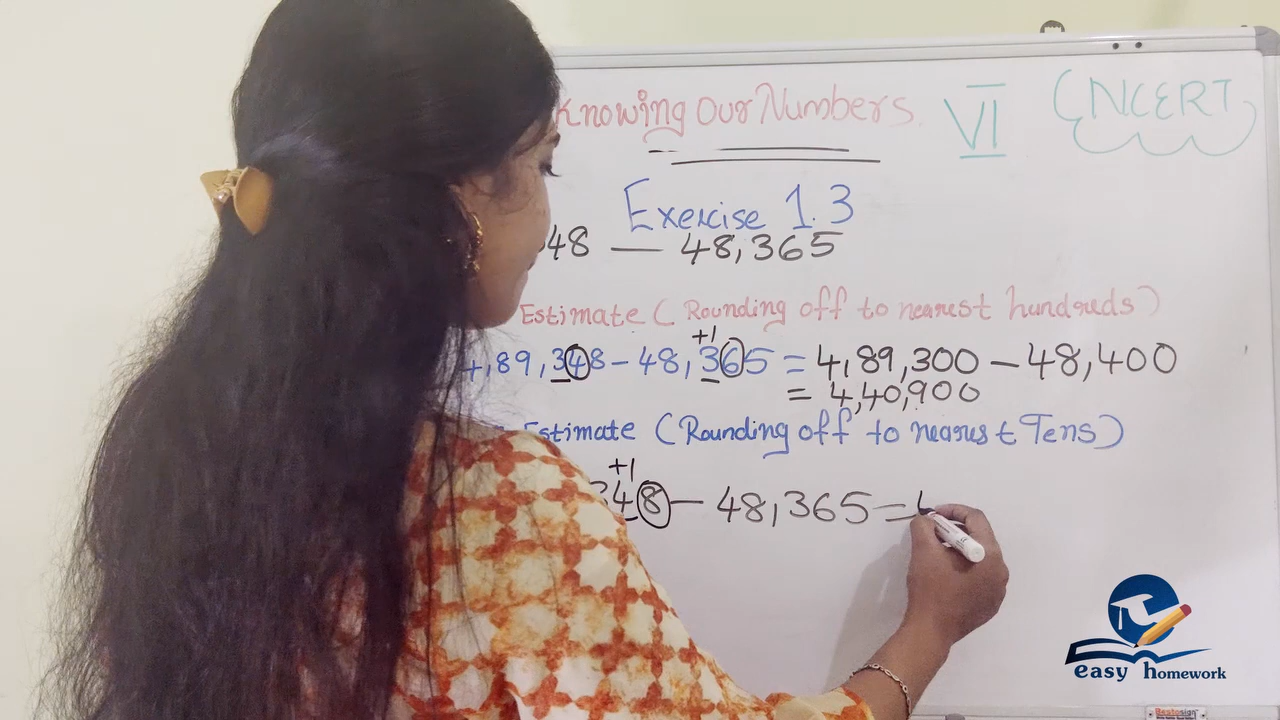 Knowing Our Numbers. VI NCERT
Exercise 1.3
48 — 48,365
Estimate (Rounding off to nearest hundreds)
+1
4,89,348 – 48,365 = 4,89,300 – 48,400
= 4,40,900
Estimate (Rounding off to nearest Tens)
+1
348 – 48,365 =
easy homework